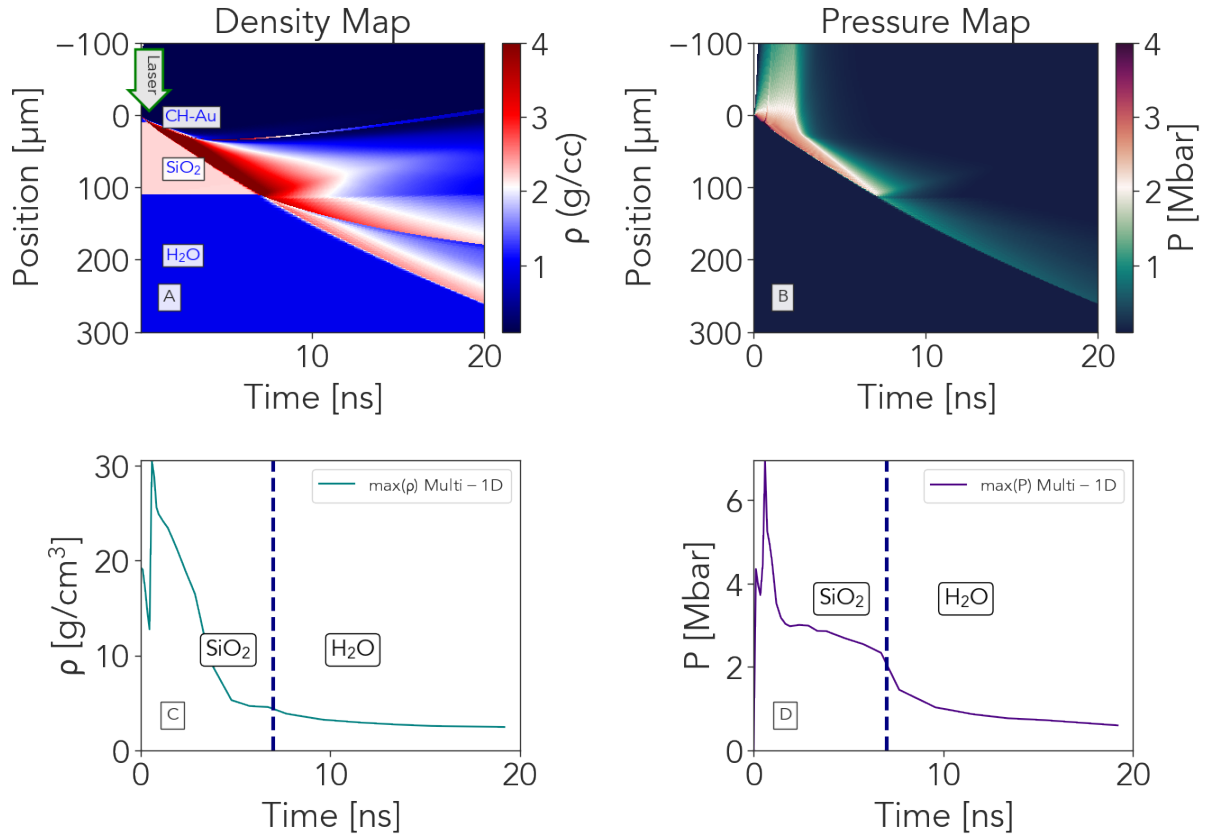 Density Map
Pressure Map
−100
0
100
200
300
Position [μm]
Laser
CH-Au
SiO₂
H₂O
A
10
20
Time [ns]
4
3
2
1
ρ (g/cc)
−100
0
100
200
300
Position [μm]
B
0
10
20
Time [ns]
4
3
2
1
P [Mbar]
30
20
10
0
ρ [g/cm³]
max(ρ) Multi − 1D
SiO₂
H₂O
C
0
10
20
Time [ns]
6
4
2
0
P [Mbar]
max(P) Multi − 1D
SiO₂
H₂O
D
0
10
20
Time [ns]